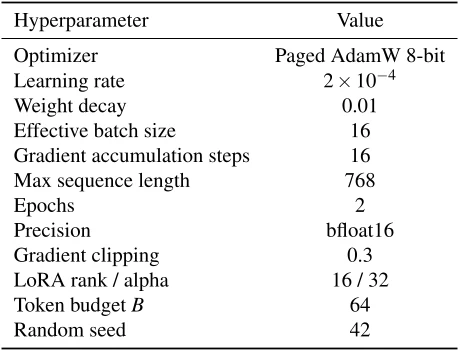 Hyperparameter Value
Optimizer Paged AdamW 8-bit
Learning rate 2 × 10⁻⁴
Weight decay 0.01
Effective batch size 16
Gradient accumulation steps 16
Max sequence length 768
Epochs 2
Precision bfloat16
Gradient clipping 0.3
LoRA rank / alpha 16 / 32
Token budget B 64
Random seed 42